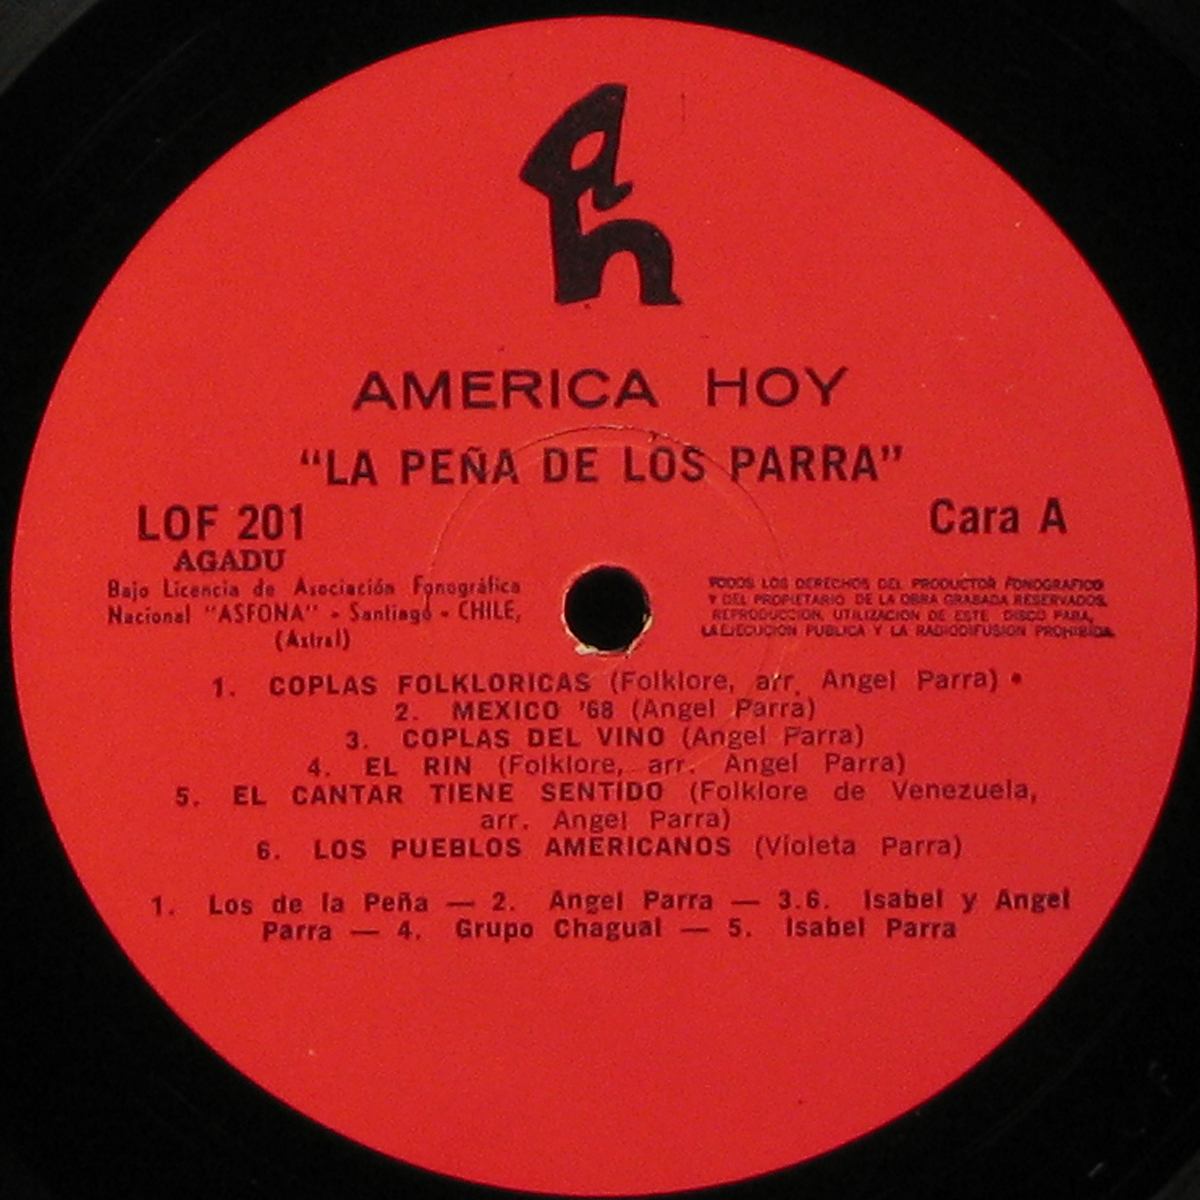 ah
AMERICA HOY
"LA PEÑA DE LOS PARRA"
LOF 201
AGADU
Bajo Licencia de Asociación Fonográfica
Nacional "ASFONA" - Santiago - CHILE,
(Astral)
Cara A
TODOS LOS DERECHOS DEL PRODUCTOR FONOGRAFICO
Y DEL PROPIETARIO DE LA OBRA GRABADA RESERVADOS.
REPRODUCCION, UTILIZACION DE ESTE DISCO PARA,
LA EJECUCION PUBLICA Y LA RADIODIFUSION PROHIBIDA.
1. COPLAS FOLKLORICAS (Folklore, arr. Angel Parra) •
2. MEXICO '68 (Angel Parra)
3. COPLAS DEL VINO (Angel Parra)
4. EL RIN (Folklore, arr. Angel Parra)
5. EL CANTAR TIENE SENTIDO (Folklore de Venezuela,
arr. Angel Parra)
6. LOS PUEBLOS AMERICANOS (Violeta Parra)
1. Los de la Peña — 2. Angel Parra — 3.6. Isabel y Angel
Parra — 4. Grupo Chagual — 5. Isabel Parra